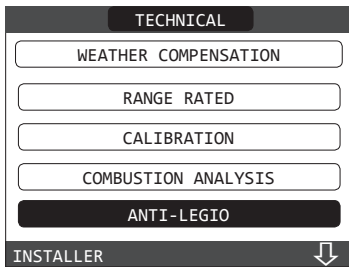 TECHNICAL
WEATHER COMPENSATION
RANGE RATED
CALIBRATION
COMBUSTION ANALYSIS
ANTI-LEGIO
INSTALLER